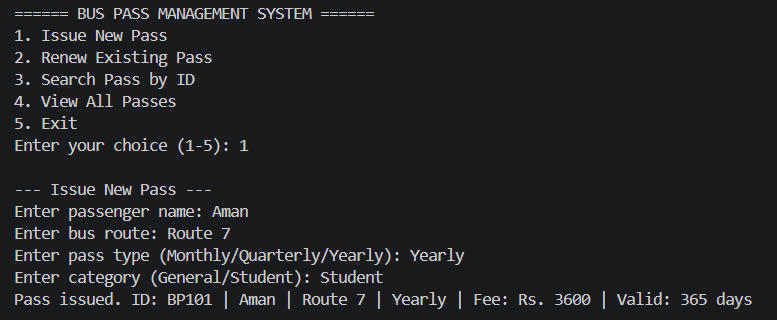 ====== BUS PASS MANAGEMENT SYSTEM ======
1. Issue New Pass
2. Renew Existing Pass
3. Search Pass by ID
4. View All Passes
5. Exit
Enter your choice (1-5): 1
--- Issue New Pass ---
Enter passenger name: Aman
Enter bus route: Route 7
Enter pass type (Monthly/Quarterly/Yearly): Yearly
Enter category (General/Student): Student
Pass issued. ID: BP101 | Aman | Route 7 | Yearly | Fee: Rs. 3600 | Valid: 365 days